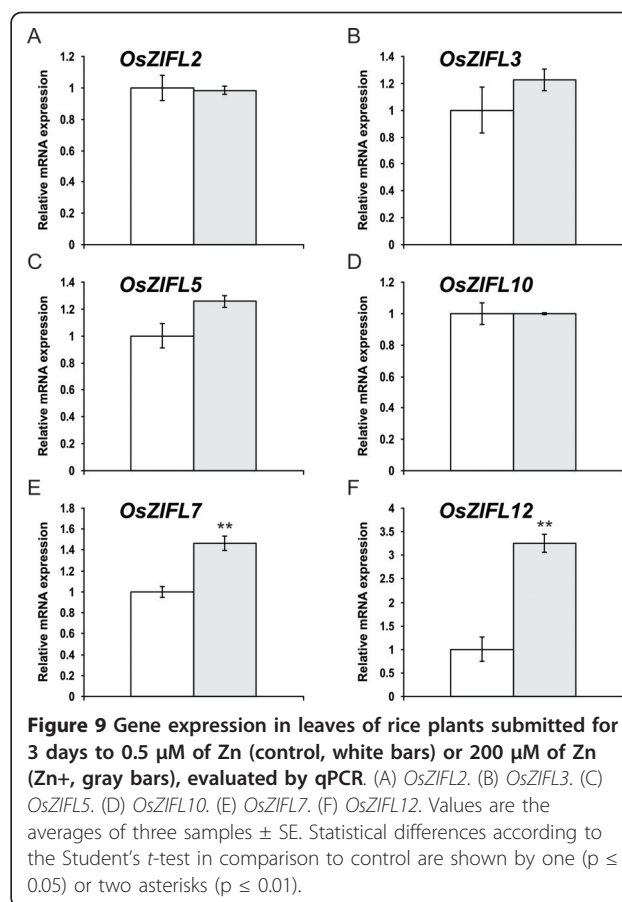 A
OsZIFL2
Relative mRNA expression
1.2
1
0.8
0.6
0.4
0.2
0
B
OsZIFL3
Relative mRNA expression
1.4
1.2
1
0.8
0.6
0.4
0.2
0
C
OsZIFL5
Relative mRNA expression
1.4
1.2
1
0.8
0.6
0.4
0.2
0
D
OsZIFL10
Relative mRNA expression
1.2
1
0.8
0.6
0.4
0.2
0
E
OsZIFL7
**
Relative mRNA expression
1.8
1.6
1.4
1.2
1
0.8
0.6
0.4
0.2
0
F
OsZIFL12
**
Relative mRNA expression
4
3.5
3
2.5
2
1.5
1
0.5
0
Figure 9 Gene expression in leaves of rice plants submitted for
3 days to 0.5 μM of Zn (control, white bars) or 200 μM of Zn
(Zn+, gray bars), evaluated by qPCR. (A) OsZIFL2. (B) OsZIFL3. (C)
OsZIFL5. (D) OsZIFL10. (E) OsZIFL7. (F) OsZIFL12. Values are the
averages of three samples ± SE. Statistical differences according to
the Student's t-test in comparison to control are shown by one (p ≤
0.05) or two asterisks (p ≤ 0.01).